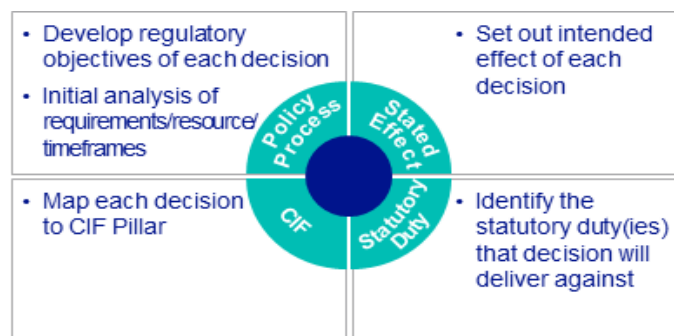 • Develop regulatory
objectives of each decision
• Initial analysis of
requirements/resource/
timeframes
• Set out intended
effect of each
decision
Policy
Process
Stated
Effect
CIF
Statutory
Duty
• Map each decision
to CIF Pillar
• Identify the
statutory duty(ies)
that decision will
deliver against